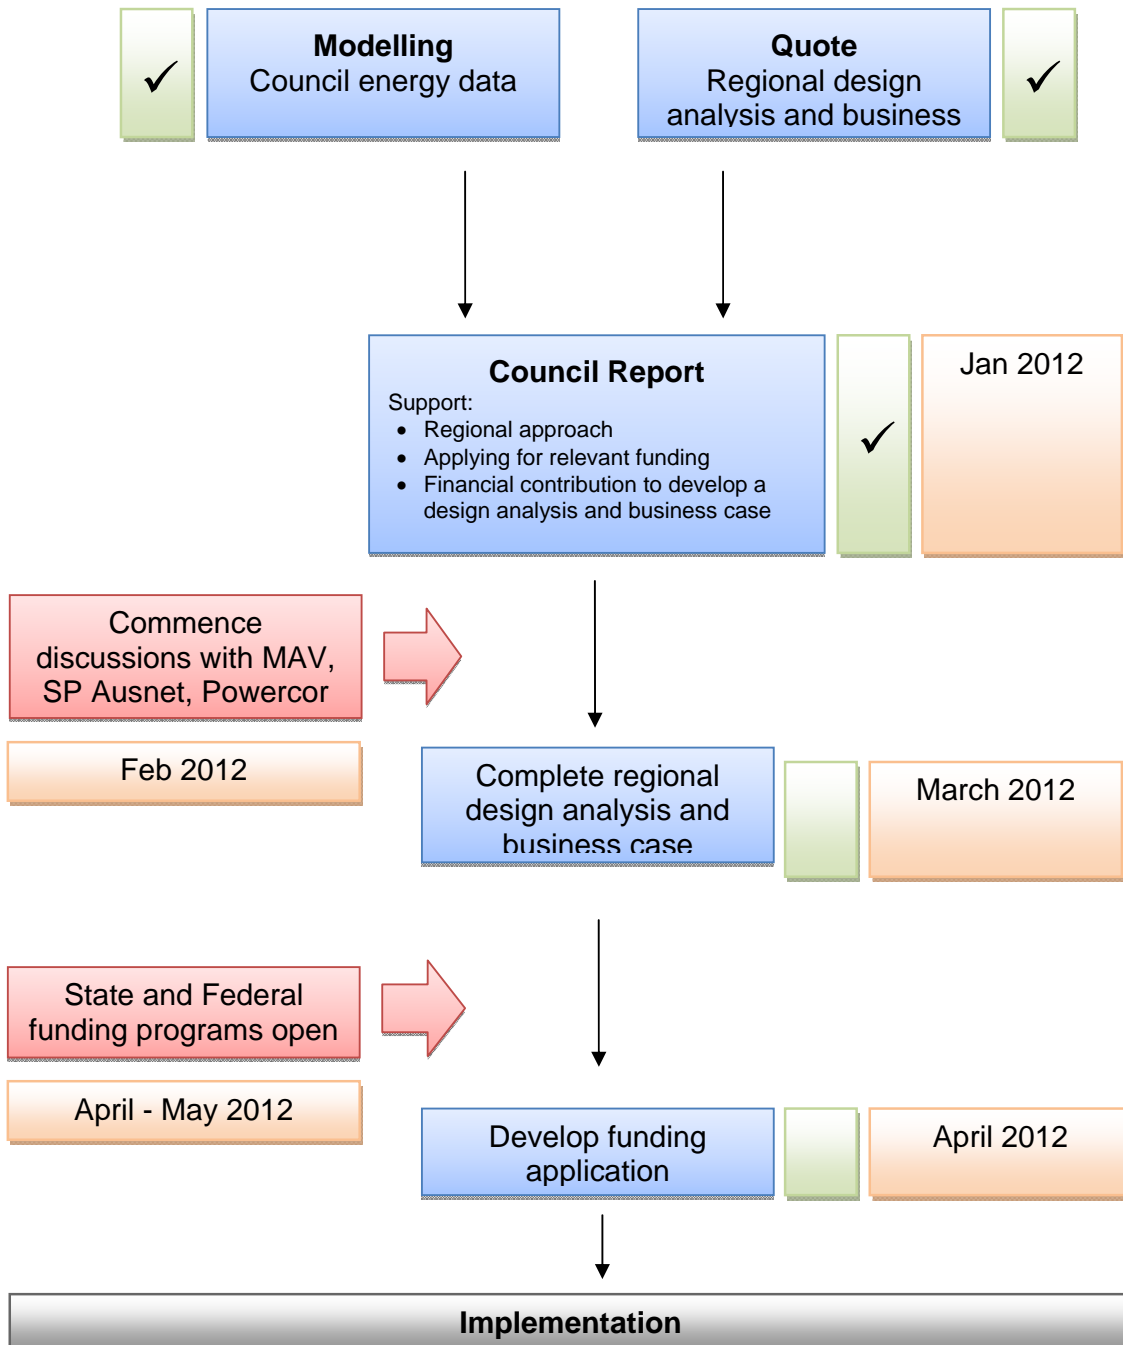 ✓
Modelling
Council energy data
Quote
Regional design
analysis and business
✓
Council Report
Support:
• Regional approach
• Applying for relevant funding
• Financial contribution to develop a
design analysis and business case
✓
Jan 2012
Commence
discussions with MAV,
SP Ausnet, Powercor
Feb 2012
Complete regional
design analysis and
business case
March 2012
State and Federal
funding programs open
April - May 2012
Develop funding
application
April 2012
Implementation